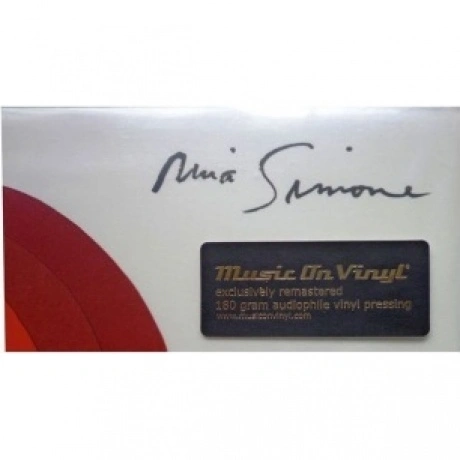 Nina Simone
Music On Vinyl
exclusively remastered
180 gram audiophile vinyl pressing
www.musiconvinyl.com